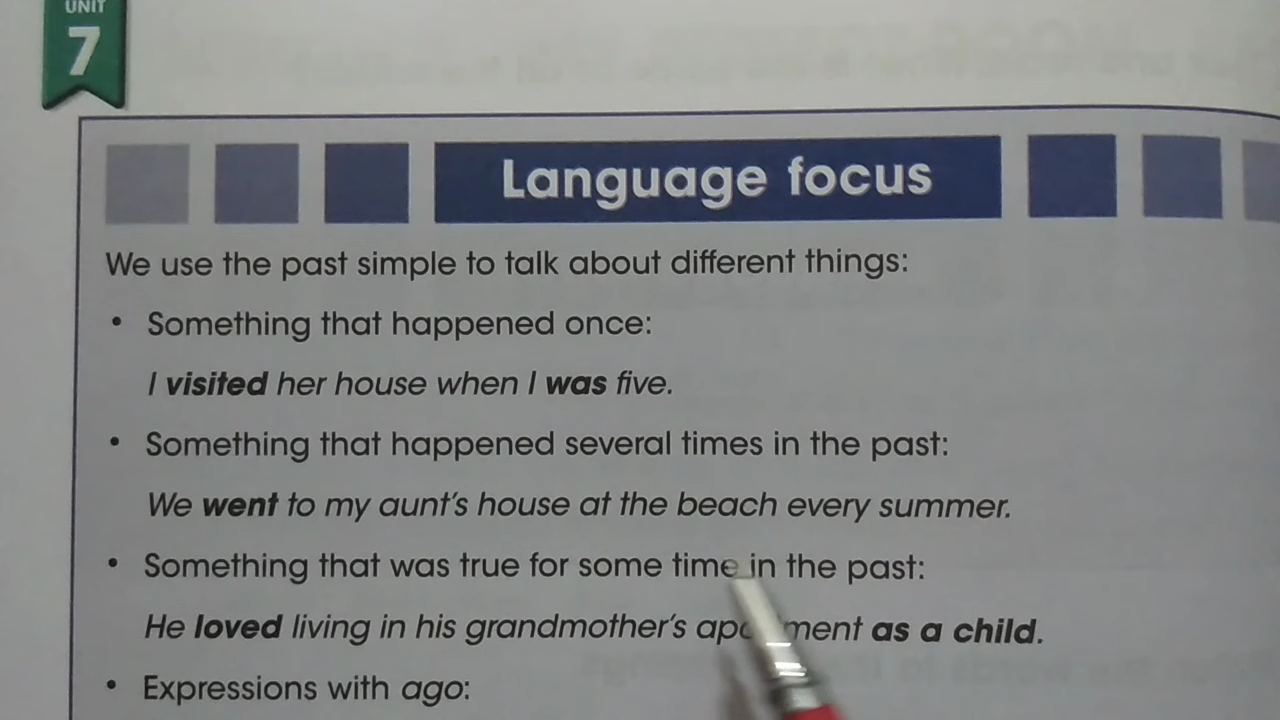 UNIT
7
Language focus
We use the past simple to talk about different things:
• Something that happened once:
I visited her house when I was five.
• Something that happened several times in the past:
We went to my aunt's house at the beach every summer.
• Something that was true for some time in the past:
He loved living in his grandmother's as a child.
• Expressions with ago: